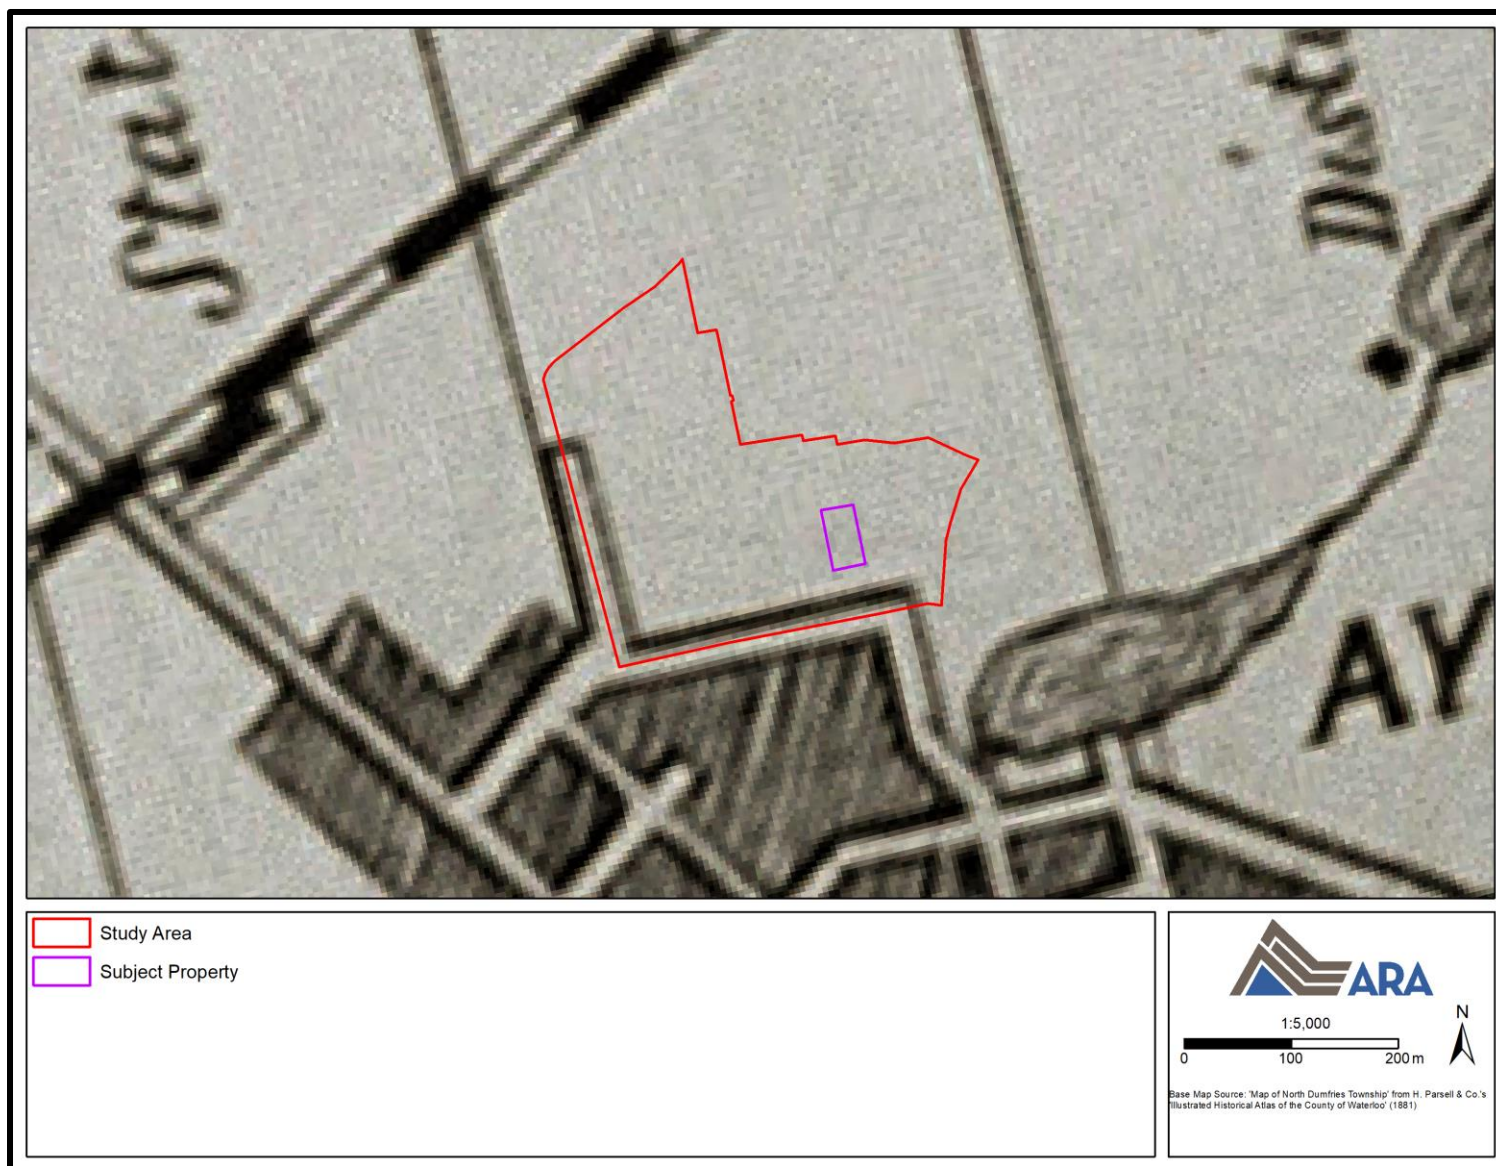 AY
Study Area
Subject Property
ARA
1:5,000
N
0 100 200 m
Base Map Source: 'Map of North Dumfries Township' from H. Parsell & Co.'s
'Illustrated Historical Atlas of the County of Waterloo' (1881)